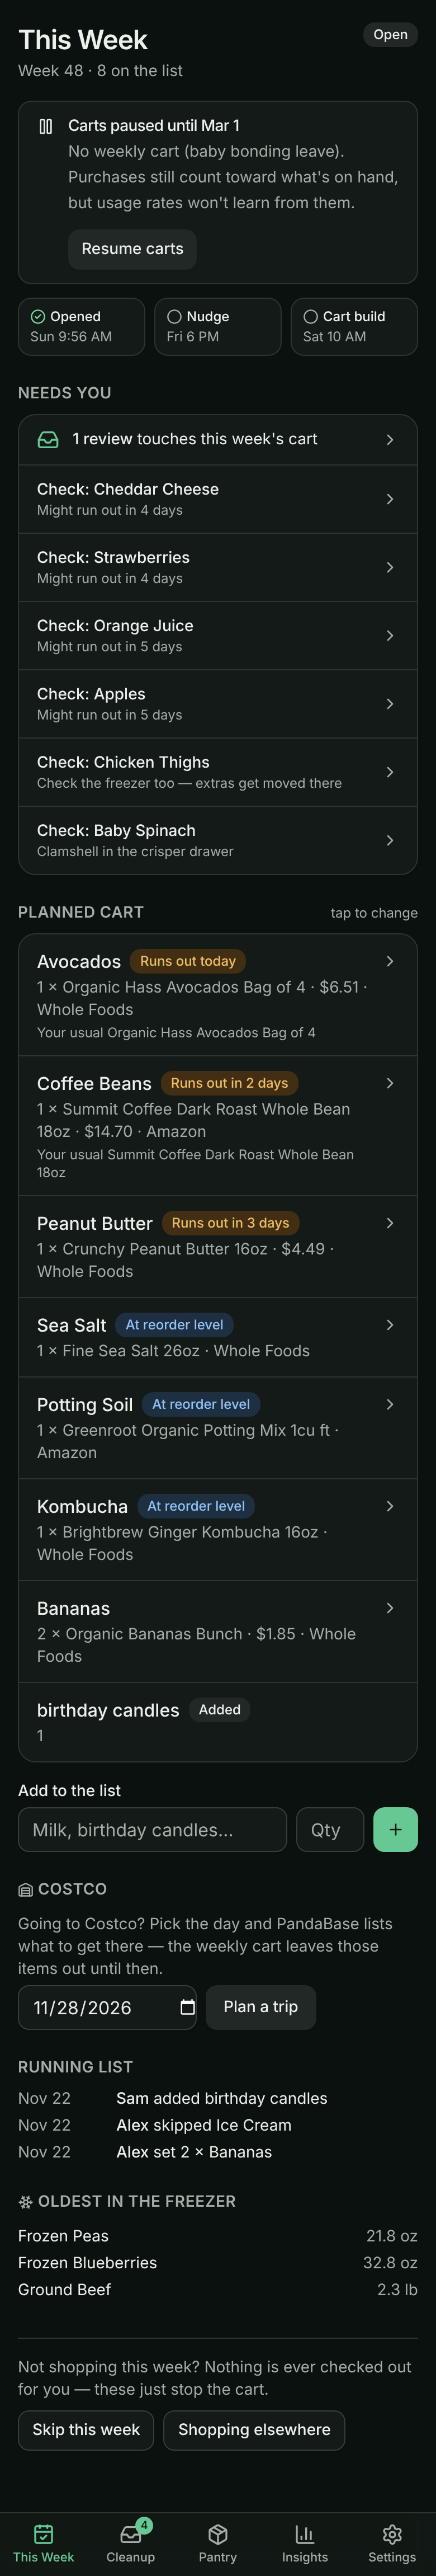 This Week
Open
Week 48 · 8 on the list
Carts paused until Mar 1
No weekly cart (baby bonding leave).
Purchases still count toward what's on hand,
but usage rates won't learn from them.
Resume carts
Opened
Sun 9:56 AM
Nudge
Fri 6 PM
Cart build
Sat 10 AM
NEEDS YOU
1 review touches this week's cart
Check: Cheddar Cheese
Might run out in 4 days
Check: Strawberries
Might run out in 4 days
Check: Orange Juice
Might run out in 5 days
Check: Apples
Might run out in 5 days
Check: Chicken Thighs
Check the freezer too — extras get moved there
Check: Baby Spinach
Clamshell in the crisper drawer
PLANNED CART
tap to change
Avocados Runs out today
1 × Organic Hass Avocados Bag of 4 · $6.51 ·
Whole Foods
Your usual Organic Hass Avocados Bag of 4
Coffee Beans Runs out in 2 days
1 × Summit Coffee Dark Roast Whole Bean
18oz · $14.70 · Amazon
Your usual Summit Coffee Dark Roast Whole Bean
18oz
Peanut Butter Runs out in 3 days
1 × Crunchy Peanut Butter 16oz · $4.49 ·
Whole Foods
Sea Salt At reorder level
1 × Fine Sea Salt 26oz · Whole Foods
Potting Soil At reorder level
1 × Greenroot Organic Potting Mix 1cu ft ·
Amazon
Kombucha At reorder level
1 × Brightbrew Ginger Kombucha 16oz ·
Whole Foods
Bananas
2 × Organic Bananas Bunch · $1.85 · Whole
Foods
birthday candles Added
1
Add to the list
Milk, birthday candles...
Qty
+
COSTCO
Going to Costco? Pick the day and PandaBase lists
what to get there — the weekly cart leaves those
items out until then.
11/28/2026
Plan a trip
RUNNING LIST
Nov 22 Sam added birthday candles
Nov 22 Alex skipped Ice Cream
Nov 22 Alex set 2 × Bananas
OLDEST IN THE FREEZER
Frozen Peas 21.8 oz
Frozen Blueberries 32.8 oz
Ground Beef 2.3 lb
Not shopping this week? Nothing is ever checked out
for you — these just stop the cart.
Skip this week
Shopping elsewhere
4
This Week
Cleanup
Pantry
Insights
Settings